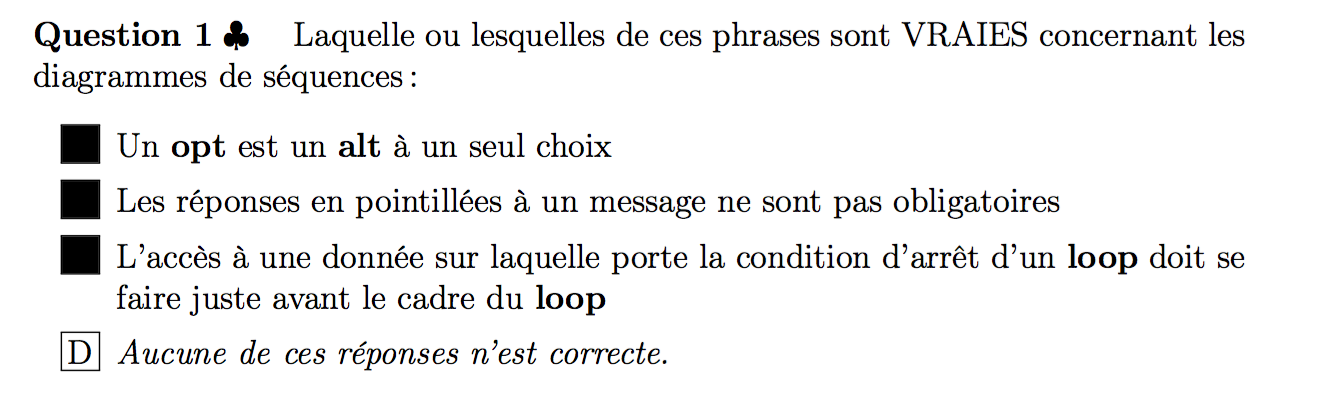 Question 1 ♣ Laquelle ou lesquelles de ces phrases sont VRAIES concernant les
diagrammes de séquences :
Un opt est un alt à un seul choix
Les réponses en pointillées à un message ne sont pas obligatoires
L'accès à une donnée sur laquelle porte la condition d'arrêt d'un loop doit se
faire juste avant le cadre du loop
D Aucune de ces réponses n'est correcte.